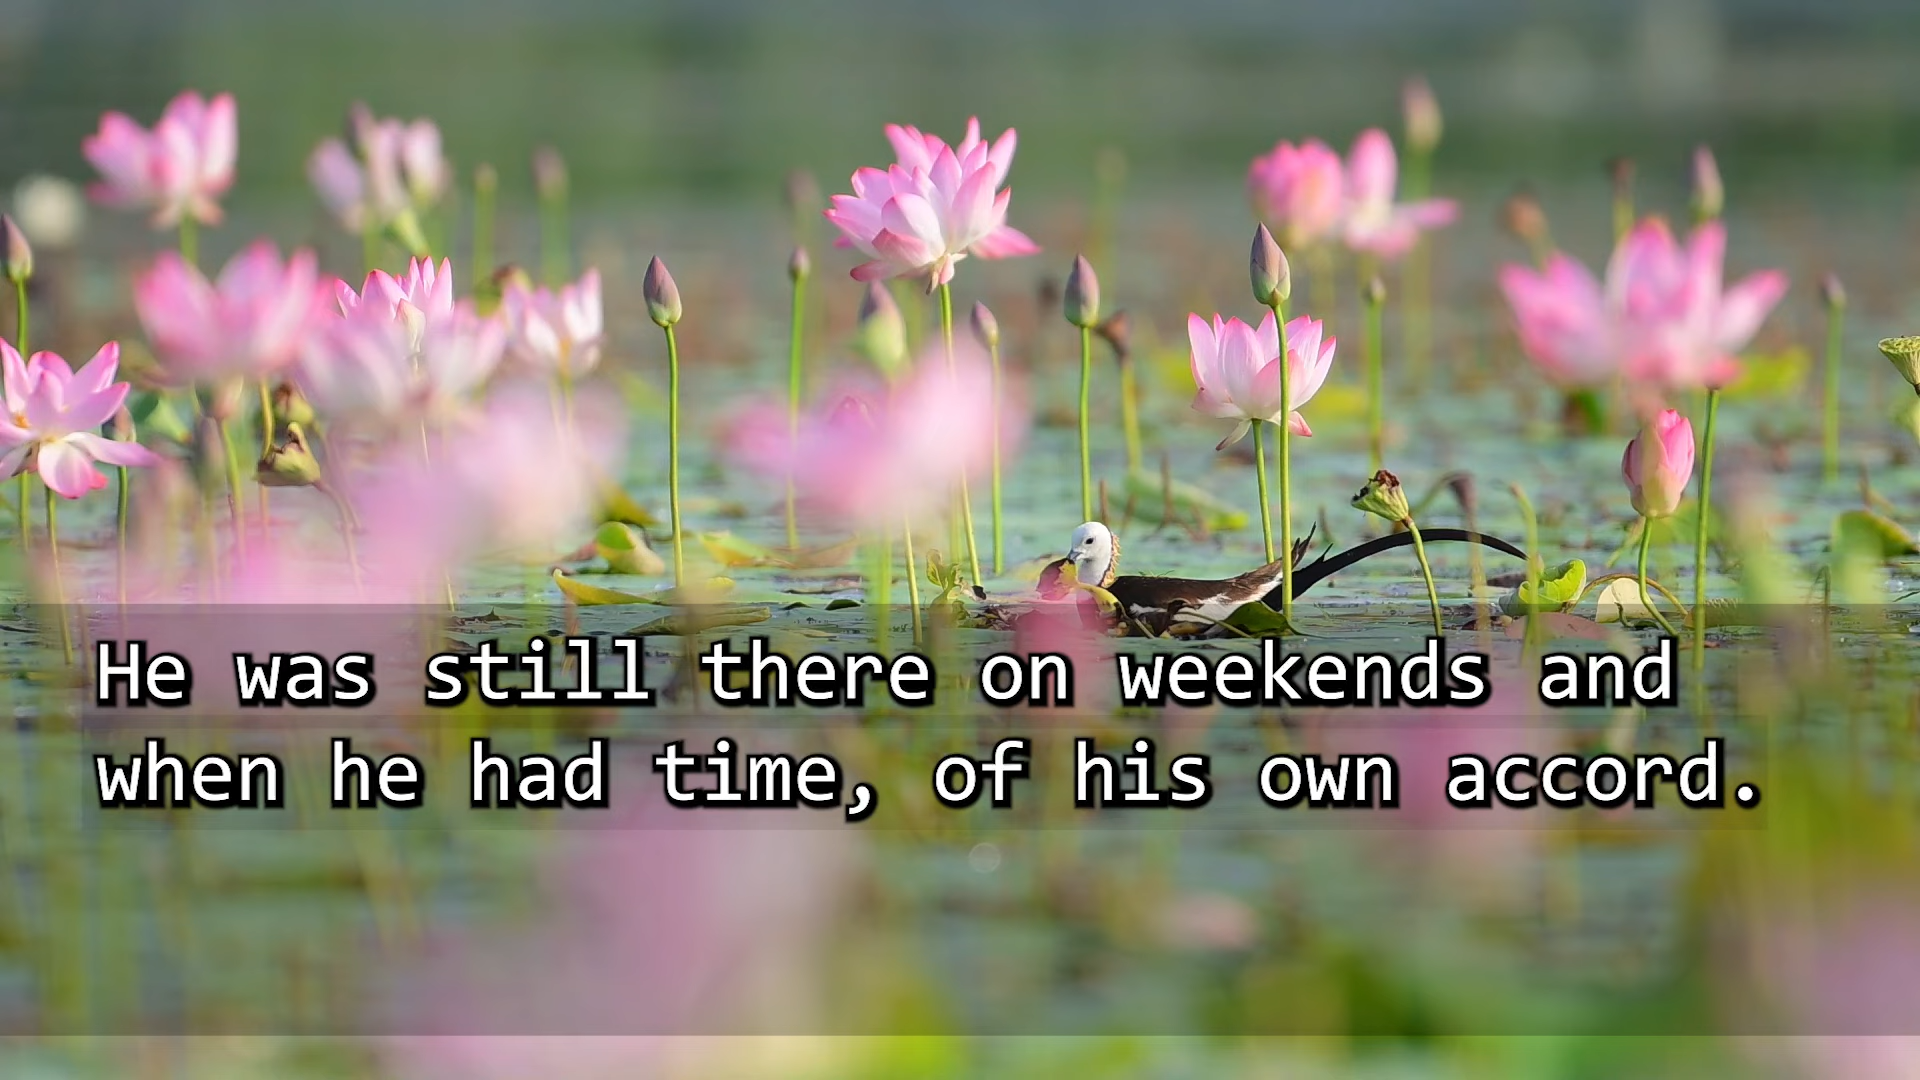 He was still there on weekends and
when he had time, of his own accord.